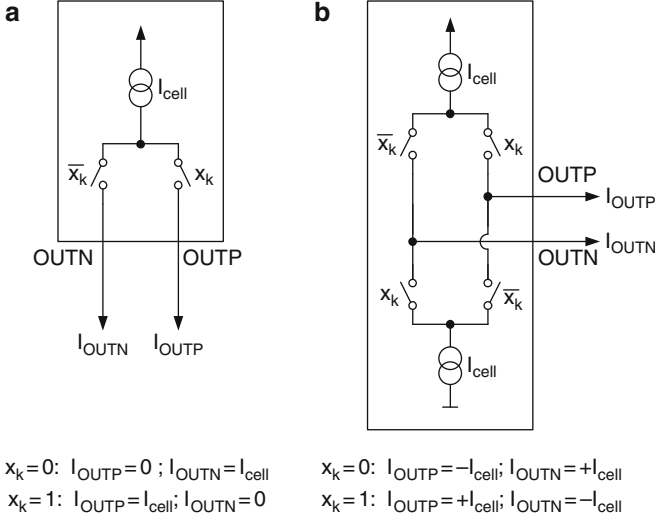 a
I_cell
x̅_k
x_k
OUTN
OUTP
I_OUTN
I_OUTP
x_k=0: I_OUTP=0 ; I_OUTN=I_cell
x_k=1: I_OUTP=I_cell; I_OUTN=0
b
I_cell
x̅_k
x_k
OUTP
I_OUTP
I_OUTN
OUTN
x_k
x̅_k
I_cell
x_k=0: I_OUTP=−I_cell; I_OUTN=+I_cell
x_k=1: I_OUTP=+I_cell; I_OUTN=−I_cell